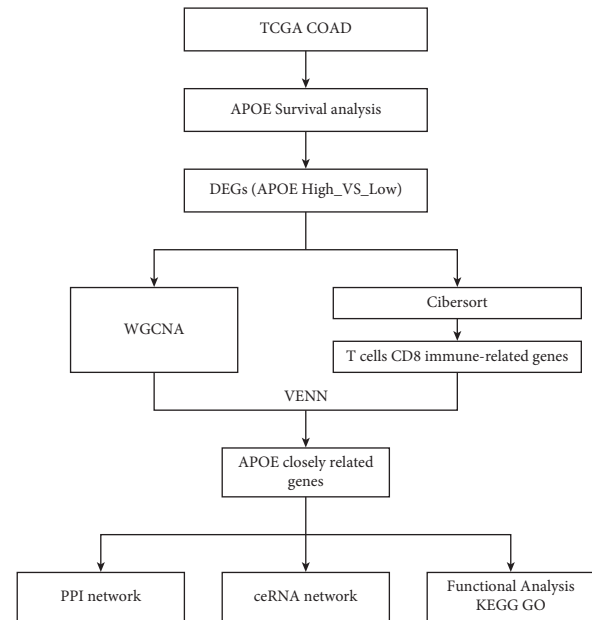 TCGA COAD
APOE Survival analysis
DEGs (APOE High_VS_Low)
WGCNA
Cibersort
T cells CD8 immune-related genes
VENN
APOE closely related
genes
PPI network
ceRNA network
Functional Analysis
KEGG GO